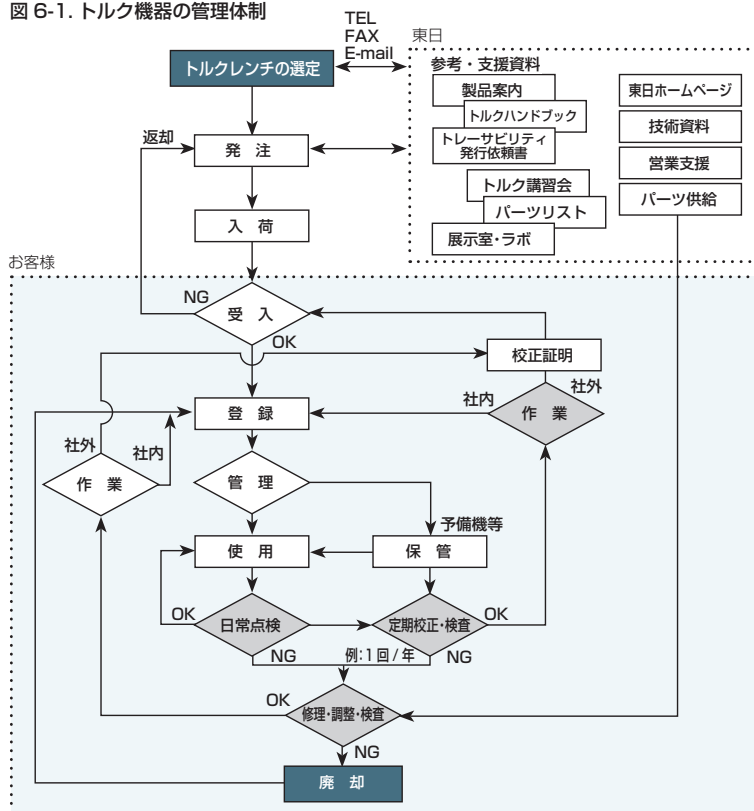 図 6-1. トルク機器の管理体制
TEL
FAX
E-mail
東日
トルクレンチの選定
参考・支援資料
製品案内
トルクハンドブック
トレーサビリティ
発行依頼書
トルク講習会
パーツリスト
展示室・ラボ
東日ホームページ
技術資料
営業支援
パーツ供給
返却
発 注
入 荷
お客様
NG
受 入
OK
校正証明
社内
社外
作 業
登 録
社外
社内
作 業
管 理
予備機等
使 用
保 管
OK
日常点検
定期校正・検査
OK
NG
例:1回/年
NG
OK
修理・調整・検査
NG
廃 却